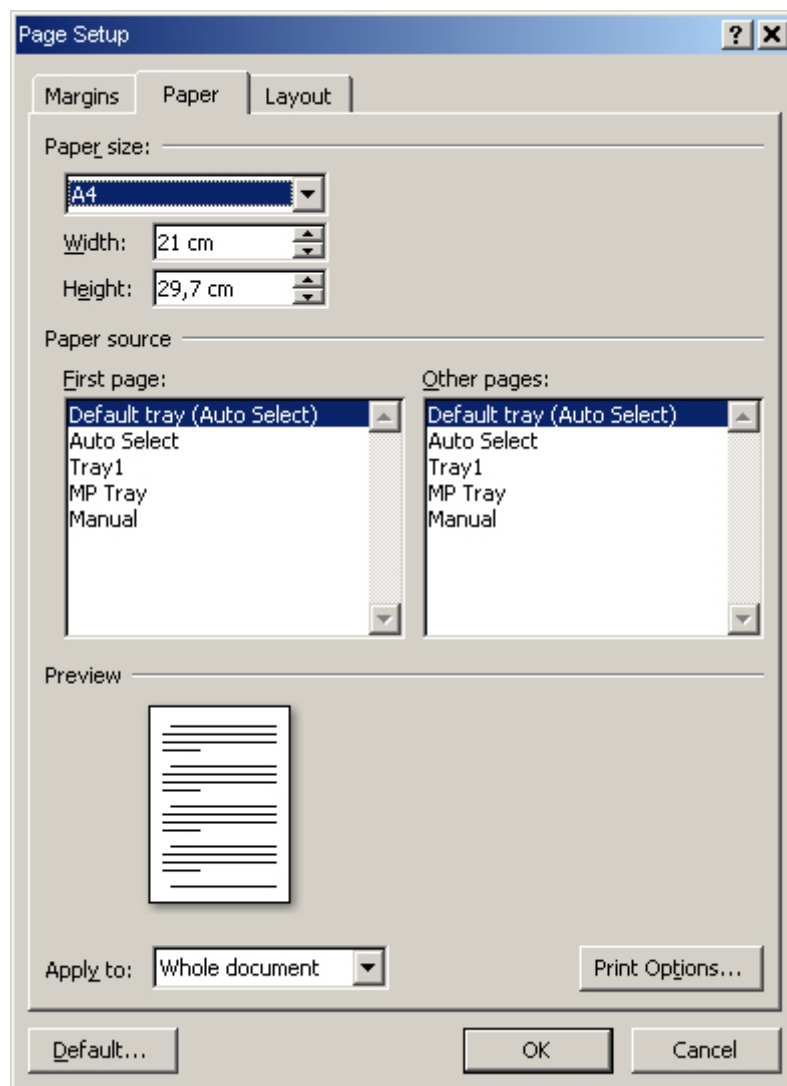 Page Setup
Margins Paper Layout
Paper size:
A4
Width: 21 cm
Height: 29,7 cm
Paper source
First page:
Default tray (Auto Select)
Auto Select
Tray1
MP Tray
Manual
Other pages:
Default tray (Auto Select)
Auto Select
Tray1
MP Tray
Manual
Preview
Apply to: Whole document
Print Options...
Default... OK Cancel